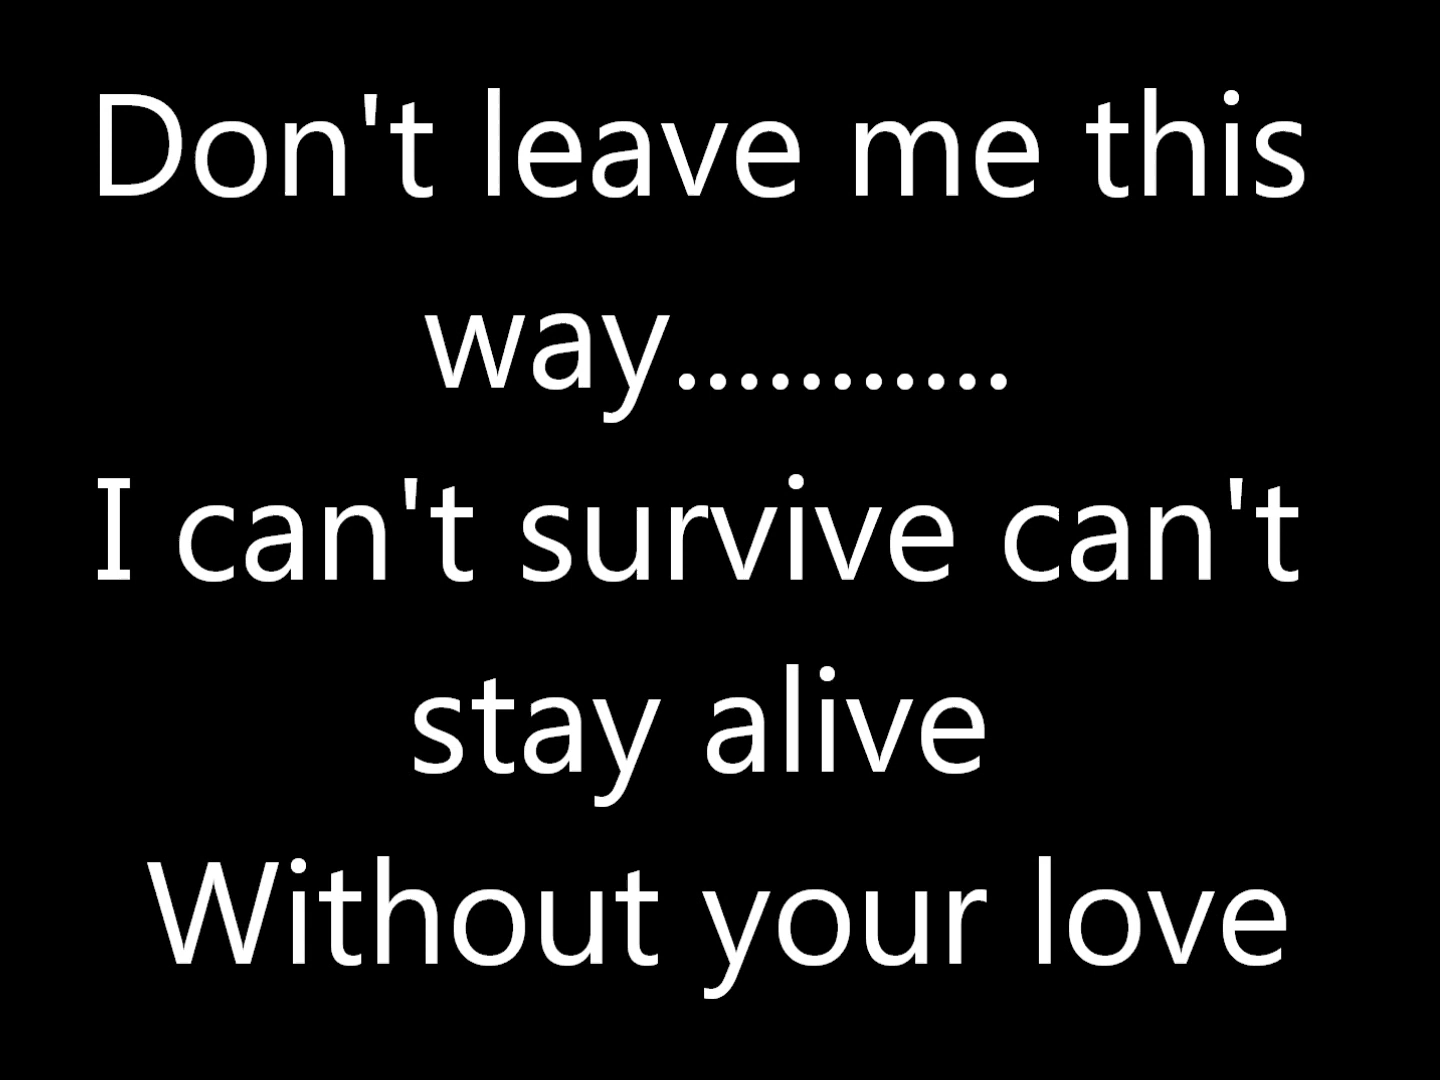 Don't leave me this
way...........
I can't survive can't
stay alive
Without your love